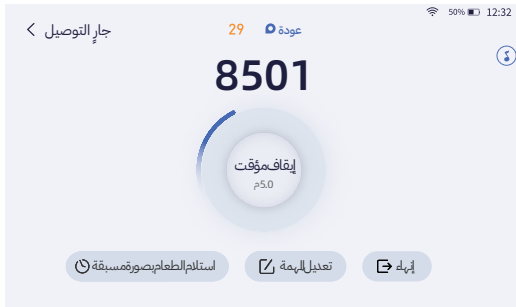 50% 12:32
جارٍ التوصيل
عودة 29
8501
إيقاف مؤقت
5.0م
إنهاء
تعديل المهمة
استلام الطعام بصورة مسبقة